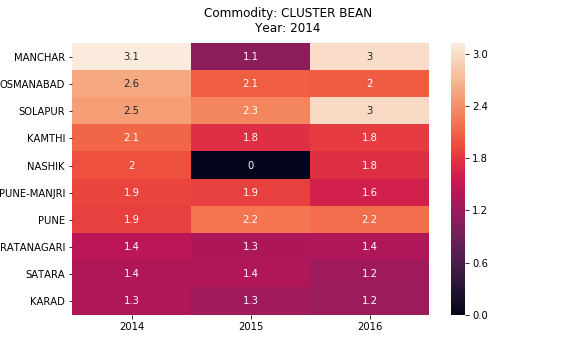 Commodity: CLUSTER BEAN
Year: 2014
MANCHAR 3.1 1.1 3
OSMANABAD 2.6 2.1 2
SOLAPUR 2.5 2.3 3
KAMTHI 2.1 1.8 1.8
NASHIK 2 0 1.8
PUNE-MANJRI 1.9 1.9 1.6
PUNE 1.9 2.2 2.2
RATANAGARI 1.4 1.3 1.4
SATARA 1.4 1.4 1.2
KARAD 1.3 1.3 1.2
2014 2015 2016
3.0
2.4
1.8
1.2
0.6
0.0